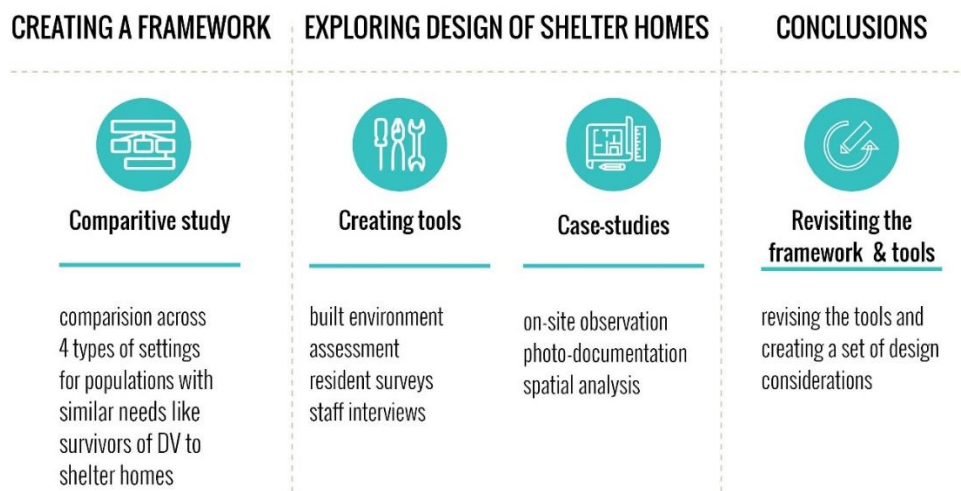 CREATING A FRAMEWORK
EXPLORING DESIGN OF SHELTER HOMES
CONCLUSIONS
Comparitive study
comparision across
4 types of settings
for populations with
similar needs like
survivors of DV to
shelter homes
Creating tools
built environment
assessment
resident surveys
staff interviews
Case-studies
on-site observation
photo-documentation
spatial analysis
Revisiting the
framework & tools
revising the tools and
creating a set of design
considerations